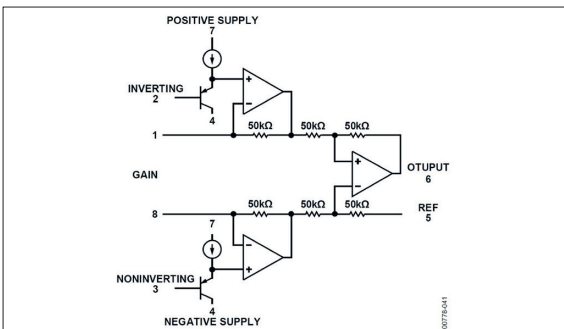 POSITIVE SUPPLY
7
INVERTING
2
4
1
50kΩ 50kΩ 50kΩ
OTUPUT
6
GAIN
50kΩ 50kΩ 50kΩ
8
REF
5
7
NONINVERTING
3
4
NEGATIVE SUPPLY
00778-041